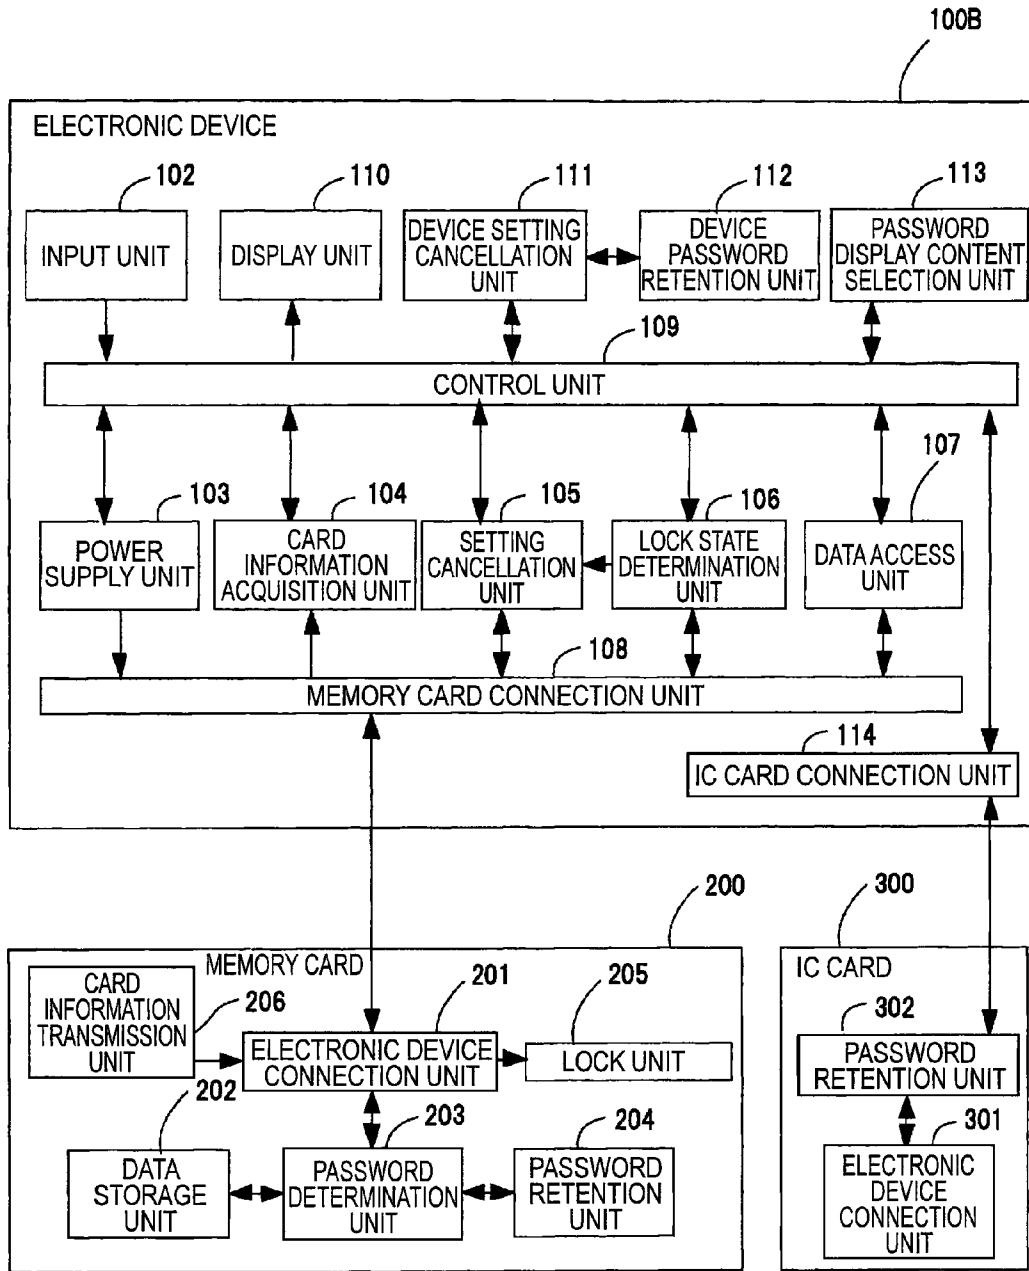 100B
ELECTRONIC DEVICE
102
110
111
112
113
INPUT UNIT
DISPLAY UNIT
DEVICE SETTING
CANCELLATION
UNIT
DEVICE
PASSWORD
RETENTION UNIT
PASSWORD
DISPLAY CONTENT
SELECTION UNIT
109
CONTROL UNIT
103
104
105
106
107
POWER
SUPPLY UNIT
CARD
INFORMATION
ACQUISITION UNIT
SETTING
CANCELLATION
UNIT
LOCK STATE
DETERMINATION
UNIT
DATA ACCESS
UNIT
108
MEMORY CARD CONNECTION UNIT
114
IC CARD CONNECTION UNIT
200
300
MEMORY CARD
CARD
INFORMATION
TRANSMISSION
UNIT
206
201
205
ELECTRONIC DEVICE
CONNECTION UNIT
LOCK UNIT
202
203
204
DATA
STORAGE
UNIT
PASSWORD
DETERMINATION
UNIT
PASSWORD
RETENTION
UNIT
IC CARD
302
PASSWORD
RETENTION UNIT
301
ELECTRONIC
DEVICE
CONNECTION
UNIT